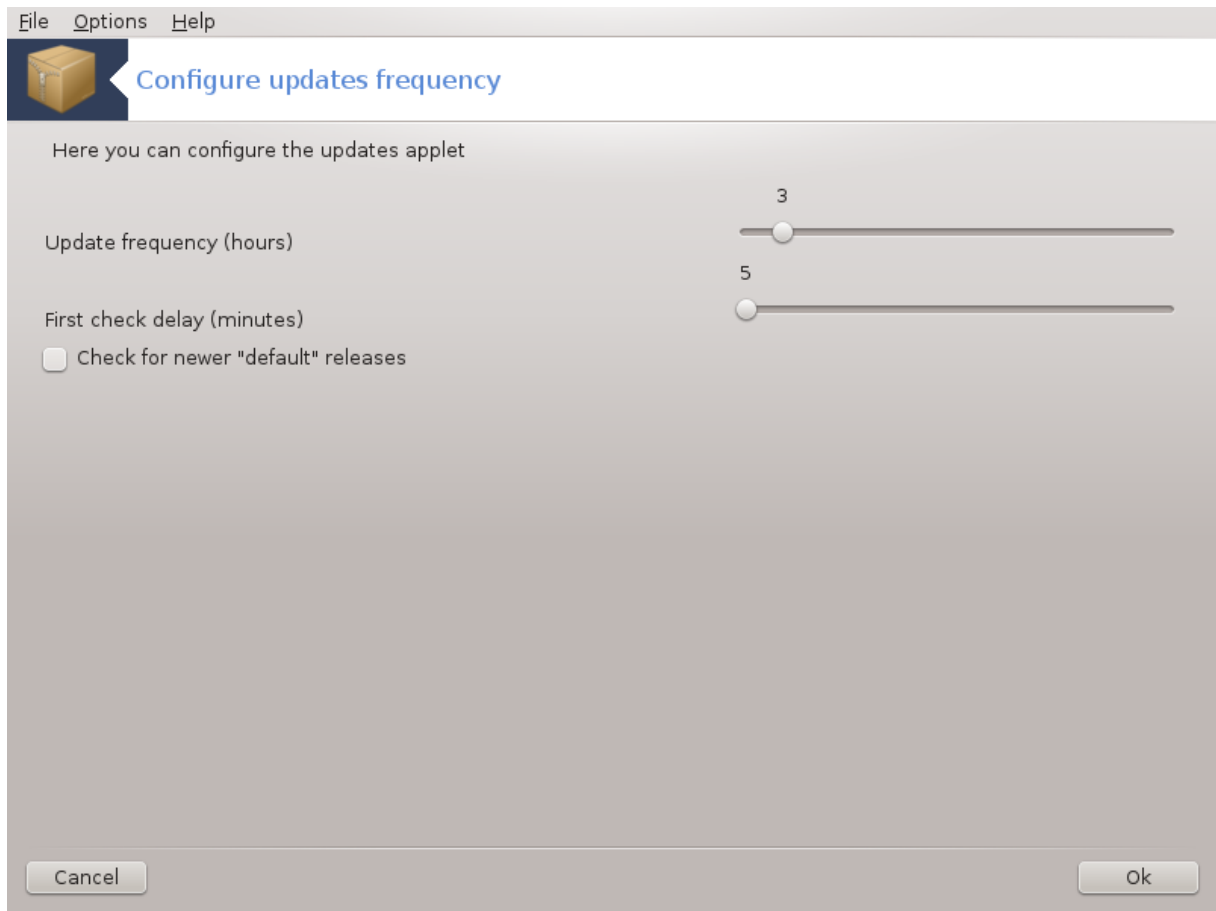 File Options Help
Configure updates frequency
Here you can configure the updates applet
3
Update frequency (hours)
5
First check delay (minutes)
Check for newer "default" releases
Cancel Ok